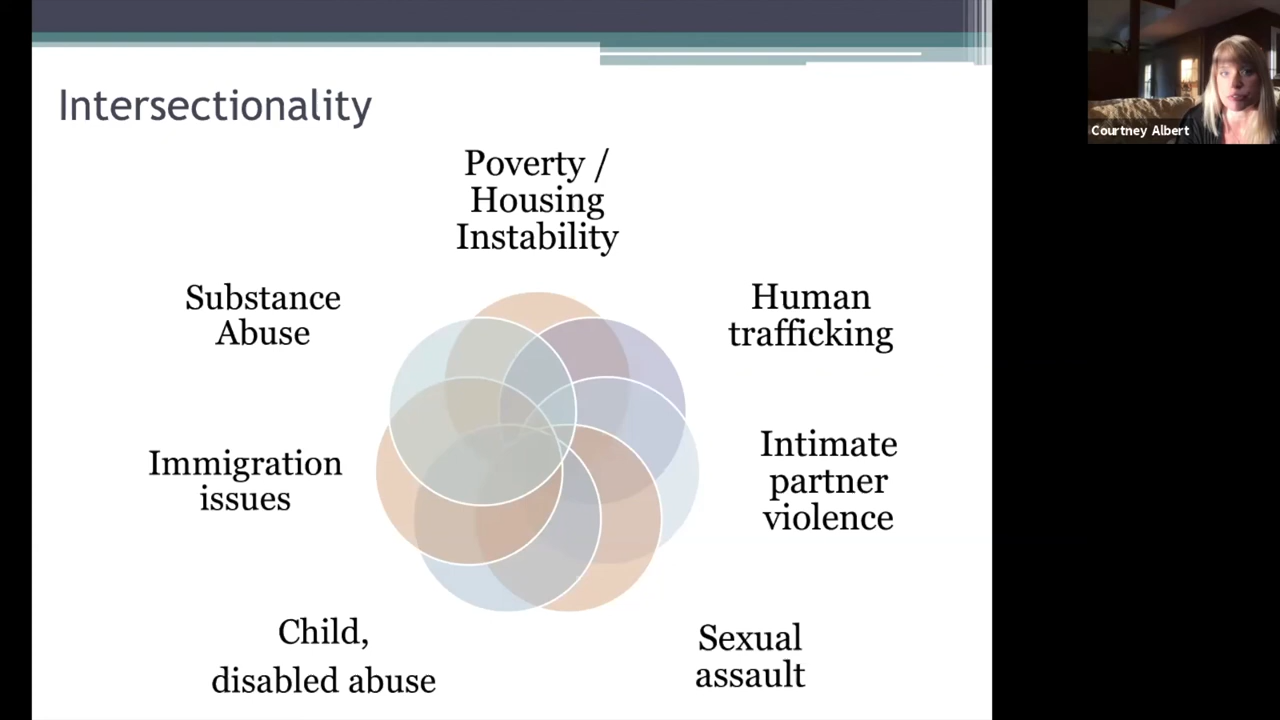 Intersectionality
Poverty /
Housing
Instability
Substance
Abuse
Human
trafficking
Immigration
issues
Intimate
partner
violence
Child,
disabled abuse
Sexual
assault
Courtney Albert